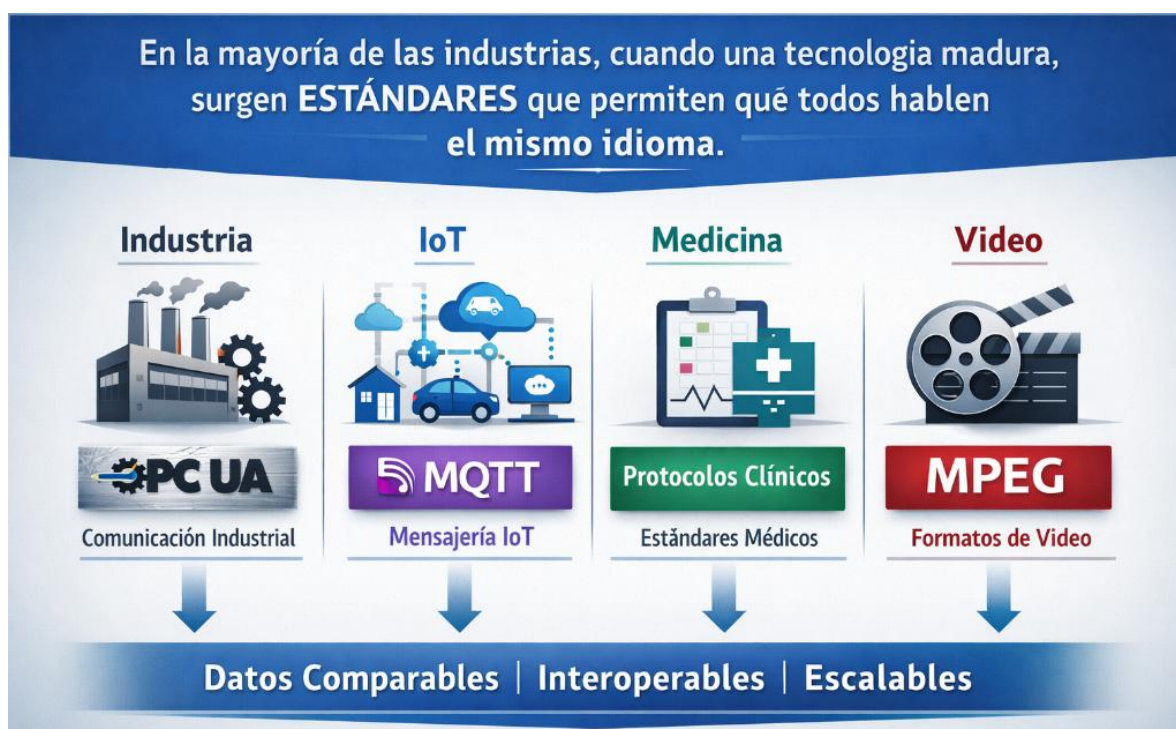 En la mayoría de las industrias, cuando una tecnologia madura,
surgen ESTÁNDARES que permiten qué todos hablen
el mismo idioma.
Industria
IoT
Medicina
Video
PC UA
MQTT
Protocolos Clínicos
MPEG
Comunicación Industrial
Mensajería IoT
Estăndares Médicos
Formatos de Video
Datos Comparables | Interoperables | Escalables